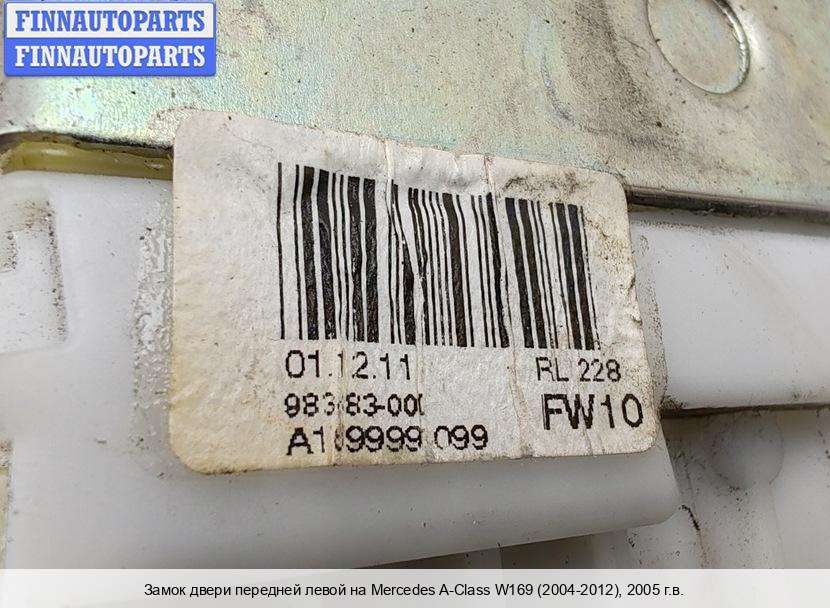 FINNAUTOPARTS
FINNAUTOPARTS
01.12.11
RL 228
FW10
Замок двери передней левой на Mercedes A-Class W169 (2004-2012), 2005 г.в.